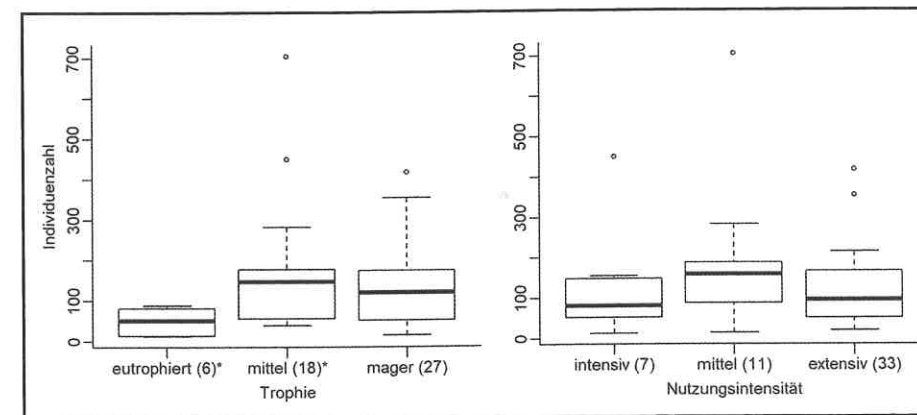 Individuenzahl
700
500
300
100
0
eutrophiert (6)*
mittel (18)*
mager (27)
Trophie
700
500
300
100
0
intensiv (7)
mittel (11)
extensiv (33)
Nutzungsintensität